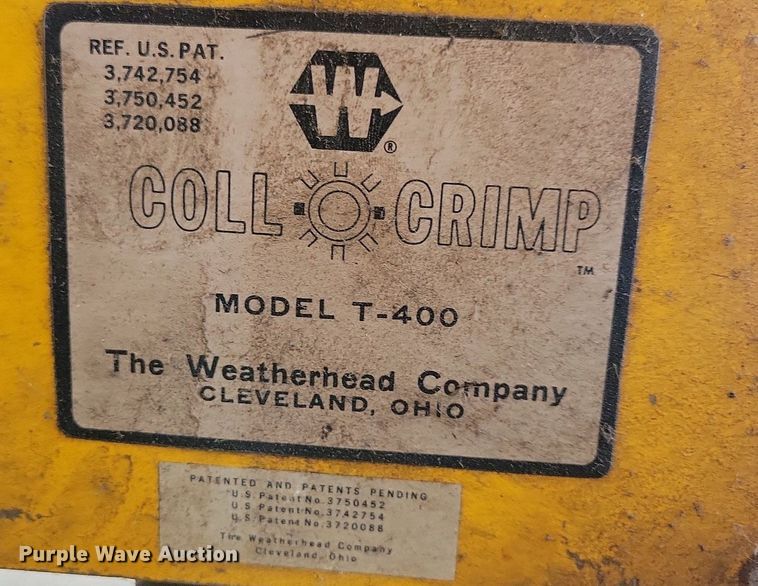 REF. U.S. PAT.
3,742,754
3,750,452
3,720,088
W
®
COLL O CRIMP
TM
MODEL T-400
The Weatherhead Company
CLEVELAND, OHIO
PATENTED AND PATENTS PENDING
U.S. Patent No. 3750452
U.S. Patent No. 3742754
U.S. Patent No. 3720088
The Weatherhead Company
Cleveland, Ohio
Purple Wave Auction